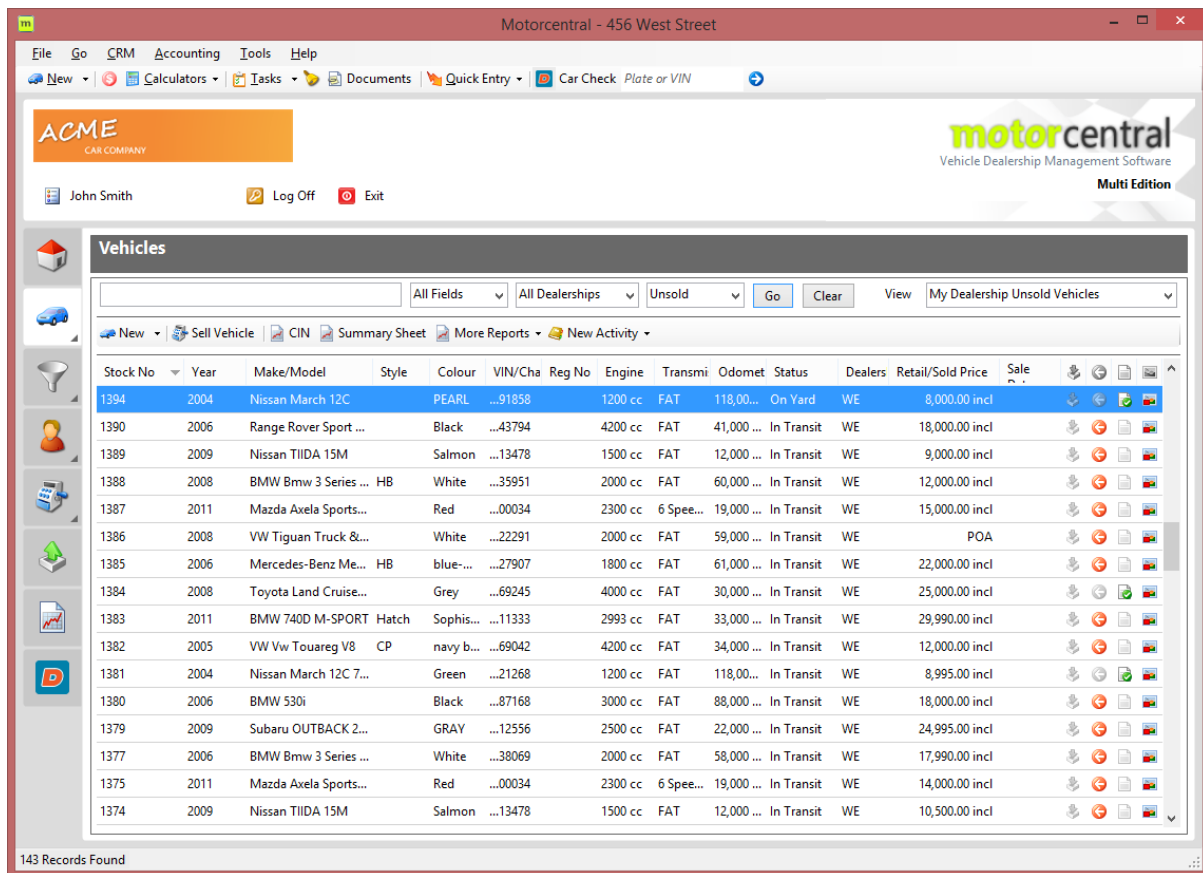 Motorcentral - 456 West Street
File Go CRM Accounting Tools Help
New Calculators Tasks Documents Quick Entry Car Check Plate or VIN
ACME
CAR COMPANY
motorcentral
Vehicle Dealership Management Software
Multi Edition
John Smith Log Off Exit
Vehicles
All Fields All Dealerships Unsold Go Clear View My Dealership Unsold Vehicles
New Sell Vehicle CIN Summary Sheet More Reports New Activity
Stock No Year Make/Model Style Colour VIN/Cha Reg No Engine Transmi Odomet Status Dealers Retail/Sold Price Sale
1394 2004 Nissan March 12C PEARL ...91858 1200 cc FAT 118,00... On Yard WE 8,000.00 incl
1390 2006 Range Rover Sport ... Black ...43794 4200 cc FAT 41,000 ... In Transit WE 18,000.00 incl
1389 2009 Nissan TIIDA 15M Salmon ...13478 1500 cc FAT 12,000 ... In Transit WE 9,000.00 incl
1388 2008 BMW Bmw 3 Series ... HB White ...35951 2000 cc FAT 60,000 ... In Transit WE 12,000.00 incl
1387 2011 Mazda Axela Sports... Red ...00034 2300 cc 6 Spee... 19,000 ... In Transit WE 15,000.00 incl
1386 2008 VW Tiguan Truck &... White ...22291 2000 cc FAT 59,000 ... In Transit WE POA
1385 2006 Mercedes-Benz Me... HB blue-... ...27907 1800 cc FAT 61,000 ... In Transit WE 22,000.00 incl
1384 2008 Toyota Land Cruise... Grey ...69245 4000 cc FAT 30,000 ... In Transit WE 25,000.00 incl
1383 2011 BMW 740D M-SPORT Hatch Sophis... ...11333 2993 cc FAT 33,000 ... In Transit WE 29,990.00 incl
1382 2005 VW Vw Touareg V8 CP navy b... ...69042 4200 cc FAT 34,000 ... In Transit WE 12,000.00 incl
1381 2004 Nissan March 12C 7... Green ...21268 1200 cc FAT 118,00... In Transit WE 8,995.00 incl
1380 2006 BMW 530i Black ...87168 3000 cc FAT 88,000 ... In Transit WE 18,000.00 incl
1379 2009 Subaru OUTBACK 2... GRAY ...12556 2500 cc FAT 22,000 ... In Transit WE 24,995.00 incl
1377 2006 BMW Bmw 3 Series ... White ...38069 2000 cc FAT 58,000 ... In Transit WE 17,990.00 incl
1375 2011 Mazda Axela Sports... Red ...00034 2300 cc 6 Spee... 19,000 ... In Transit WE 14,000.00 incl
1374 2009 Nissan TIIDA 15M Salmon ...13478 1500 cc FAT 12,000 ... In Transit WE 10,500.00 incl
143 Records Found